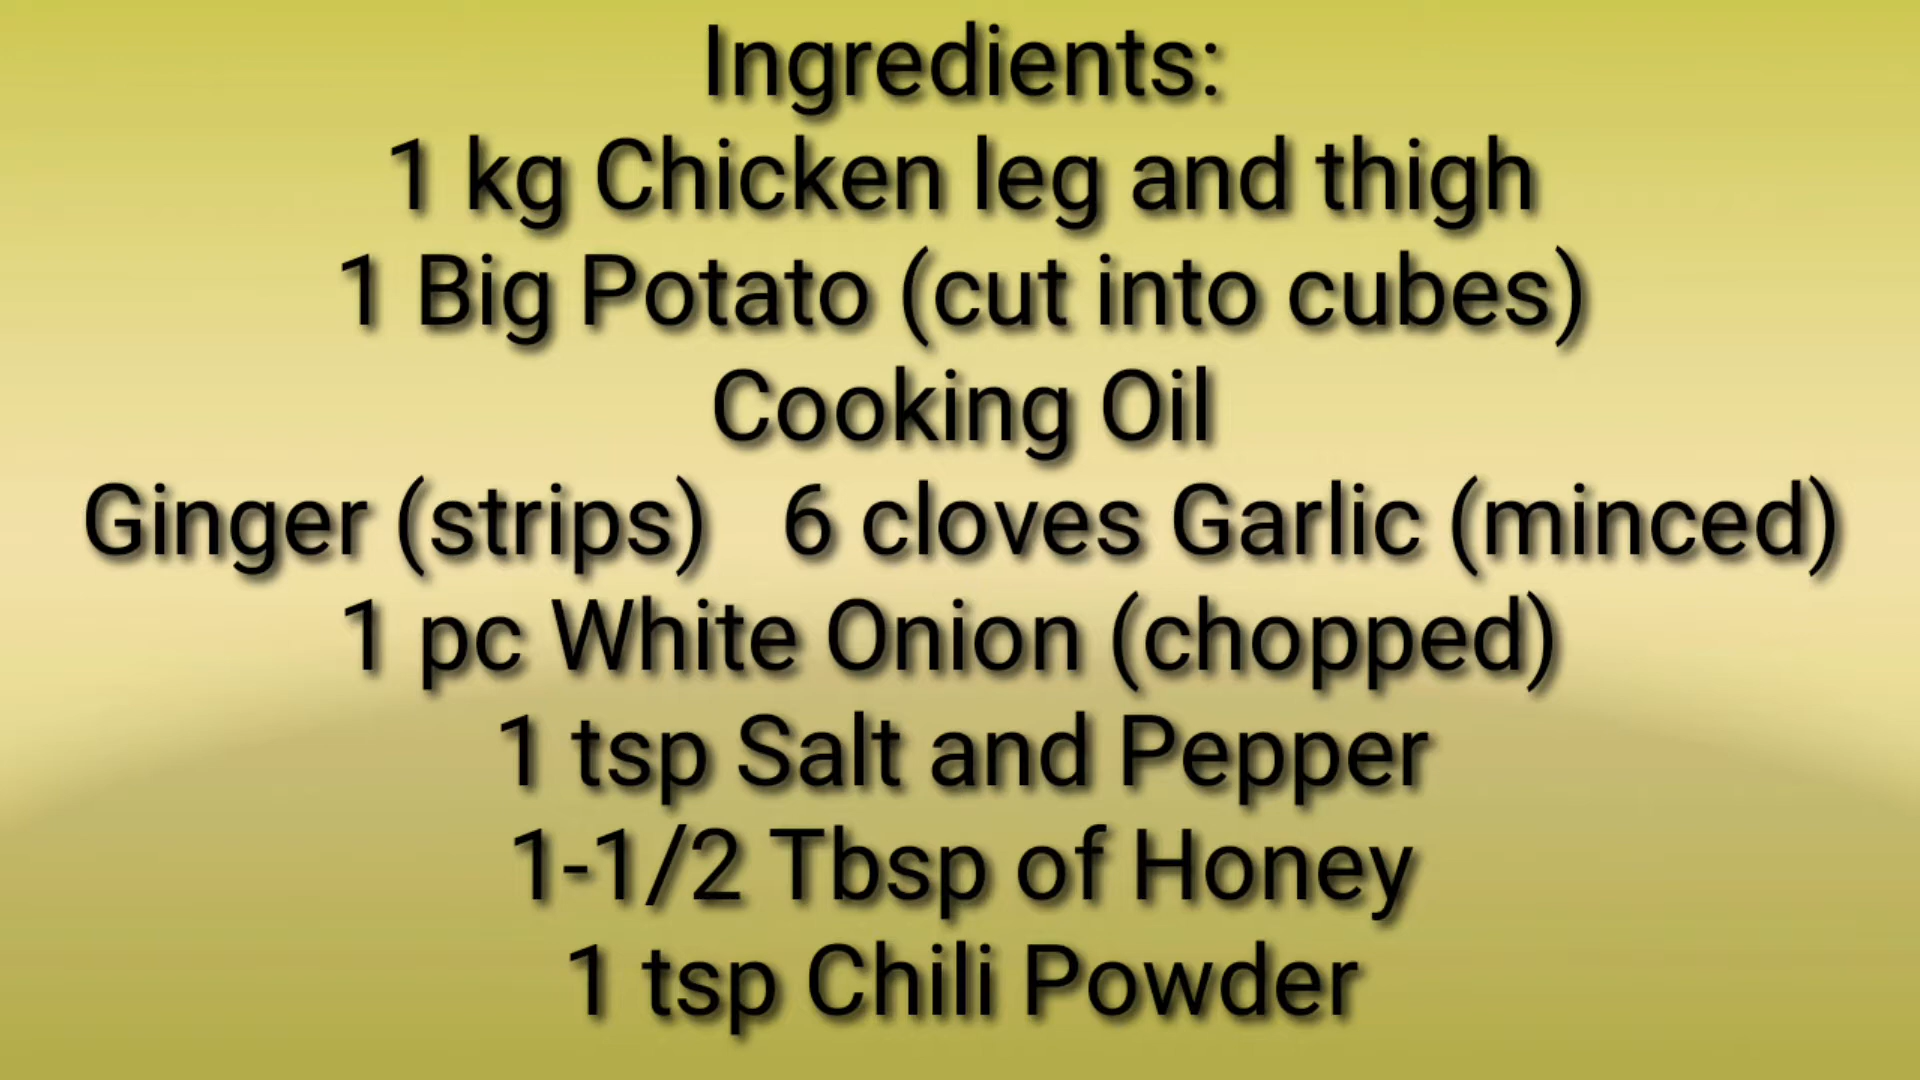 Ingredients:
1 kg Chicken leg and thigh
1 Big Potato (cut into cubes)
Cooking Oil
Ginger (strips)   6 cloves Garlic (minced)
1 pc White Onion (chopped)
1 tsp Salt and Pepper
1-1/2 Tbsp of Honey
1 tsp Chili Powder